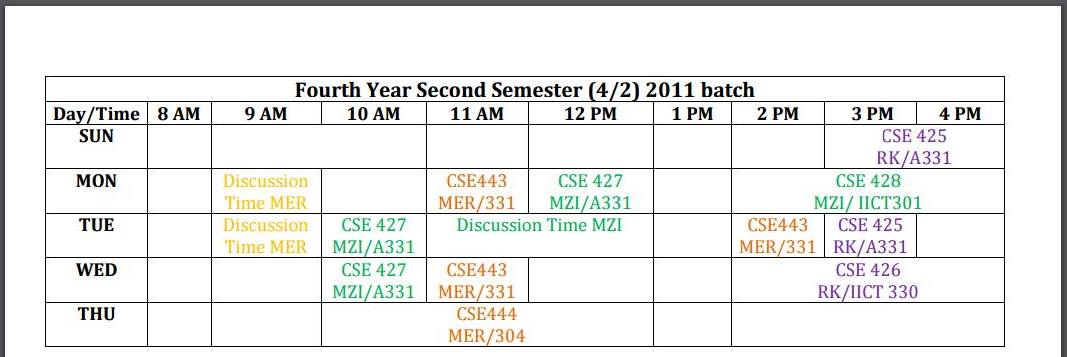 Fourth Year Second Semester (4/2) 2011 batch
Day/Time 8 AM 9 AM 10 AM 11 AM 12 PM 1 PM 2 PM 3 PM 4 PM
SUN CSE 425
RK/A331
MON Discussion CSE443 CSE 427 CSE 428
Time MER MER/331 MZI/A331 MZI/ IICT301
TUE Discussion CSE 427 Discussion Time MZI CSE443 CSE 425
Time MER MZI/A331 MER/331 RK/A331
WED CSE 427 CSE443 CSE 426
MZI/A331 MER/331 RK/IICT 330
THU CSE444
MER/304